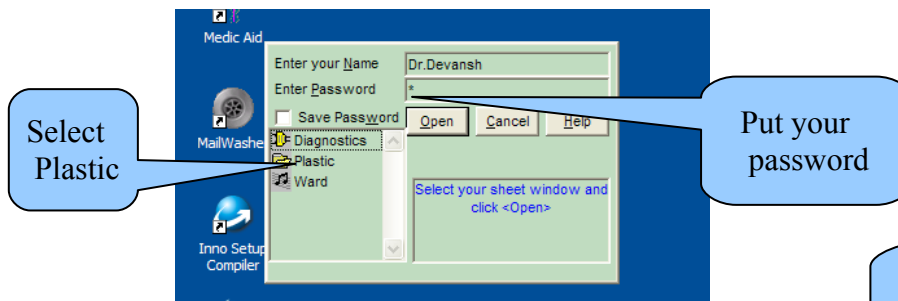 Medic Aid
Enter your Name
Dr.Devansh
Enter Password
*
Save Password
Open
Cancel
Help
Select
Plastic
Put your
password
MailWashe
Diagnostics
Plastic
Ward
Select your sheet window and
click <Open>
Inno Setup
Compiler